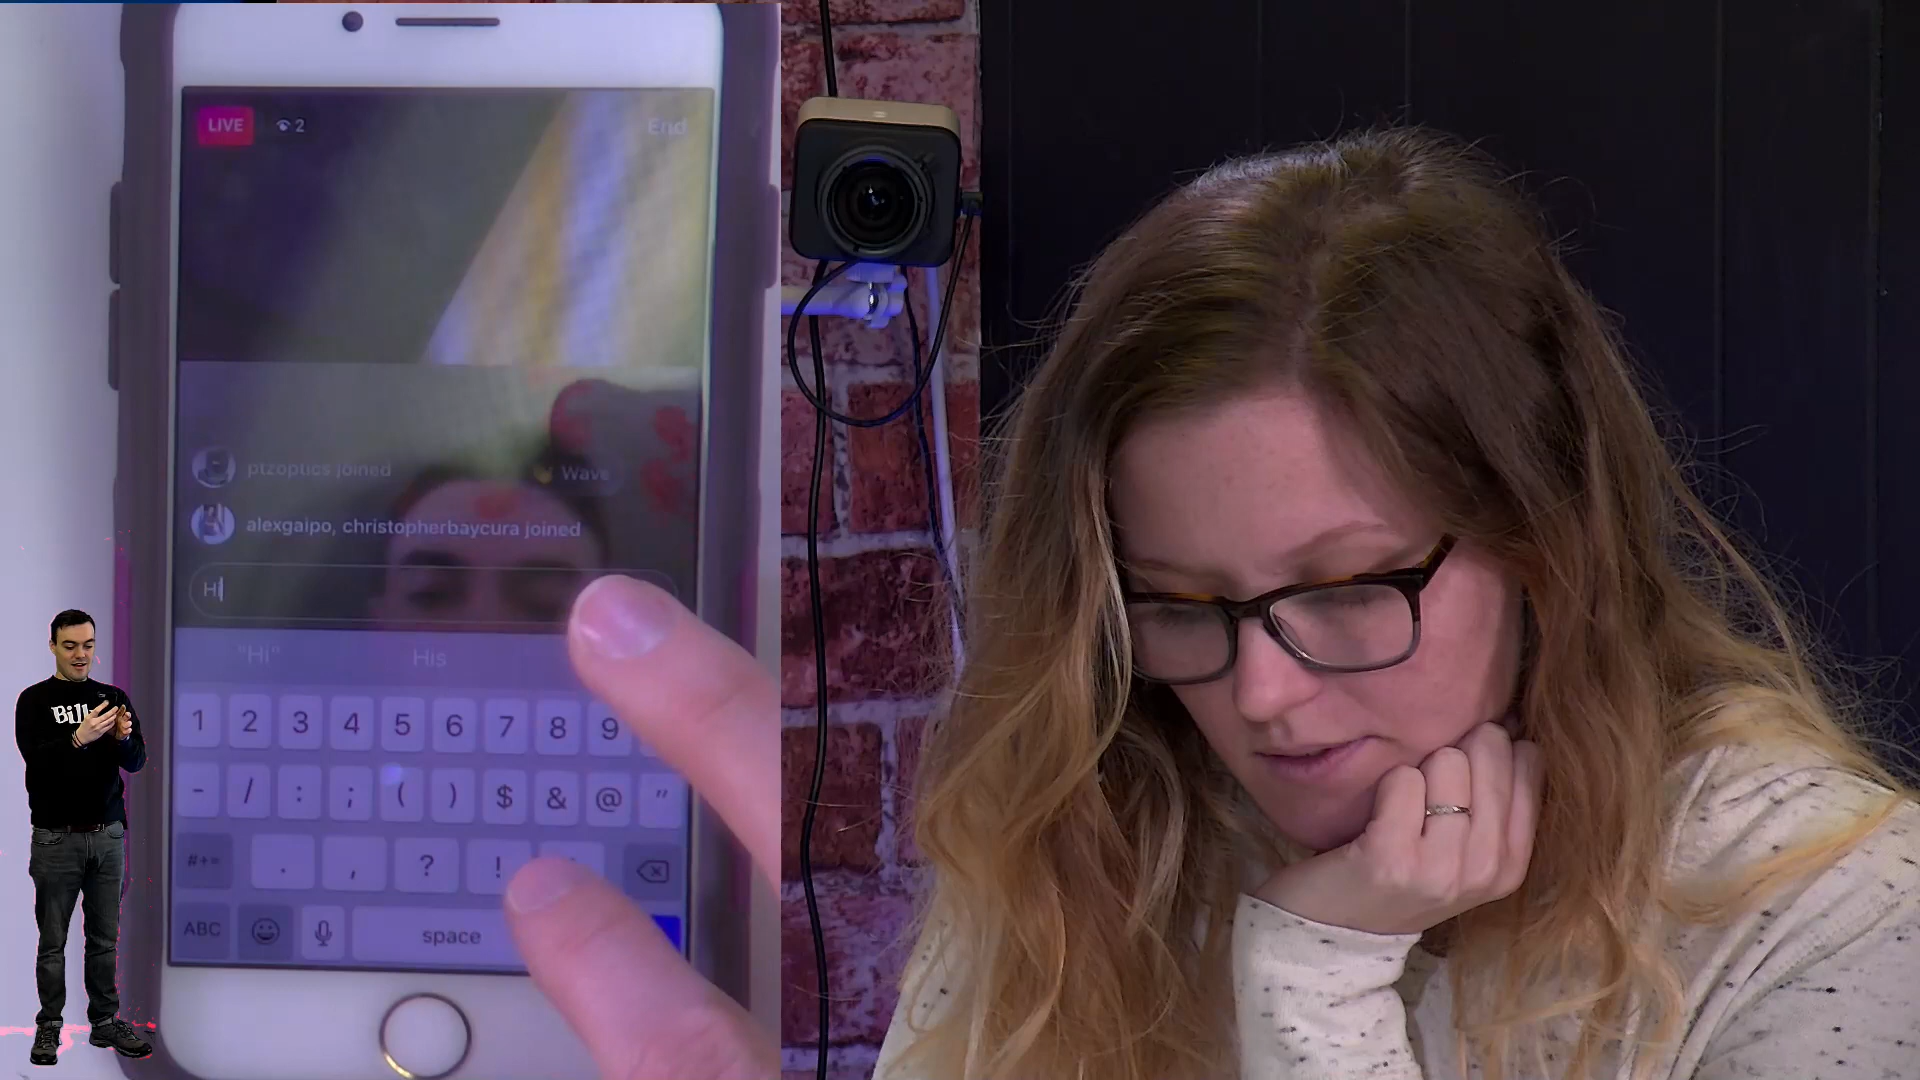 LIVE 2 End
ptzoptics joined Wave
alexgaipo, christopherbaycura joined
Hi
"Hi" His
1 2 3 4 5 6 7 8 9
- / : ; ( ) $ & @ "
#+= . , ? !
ABC space